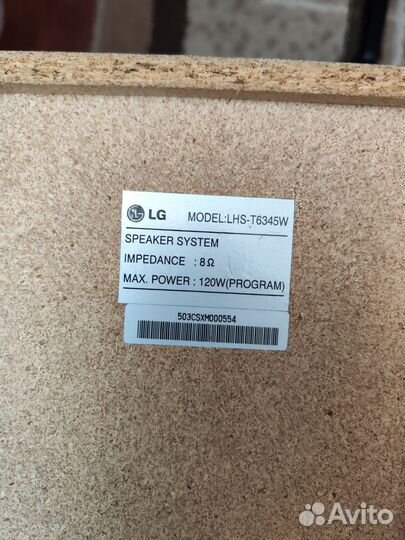 LG MODEL:LHS-T6345W
SPEAKER SYSTEM
IMPEDANCE : 8Ω
MAX. POWER : 120W(PROGRAM)
503CSXM000554
Avito